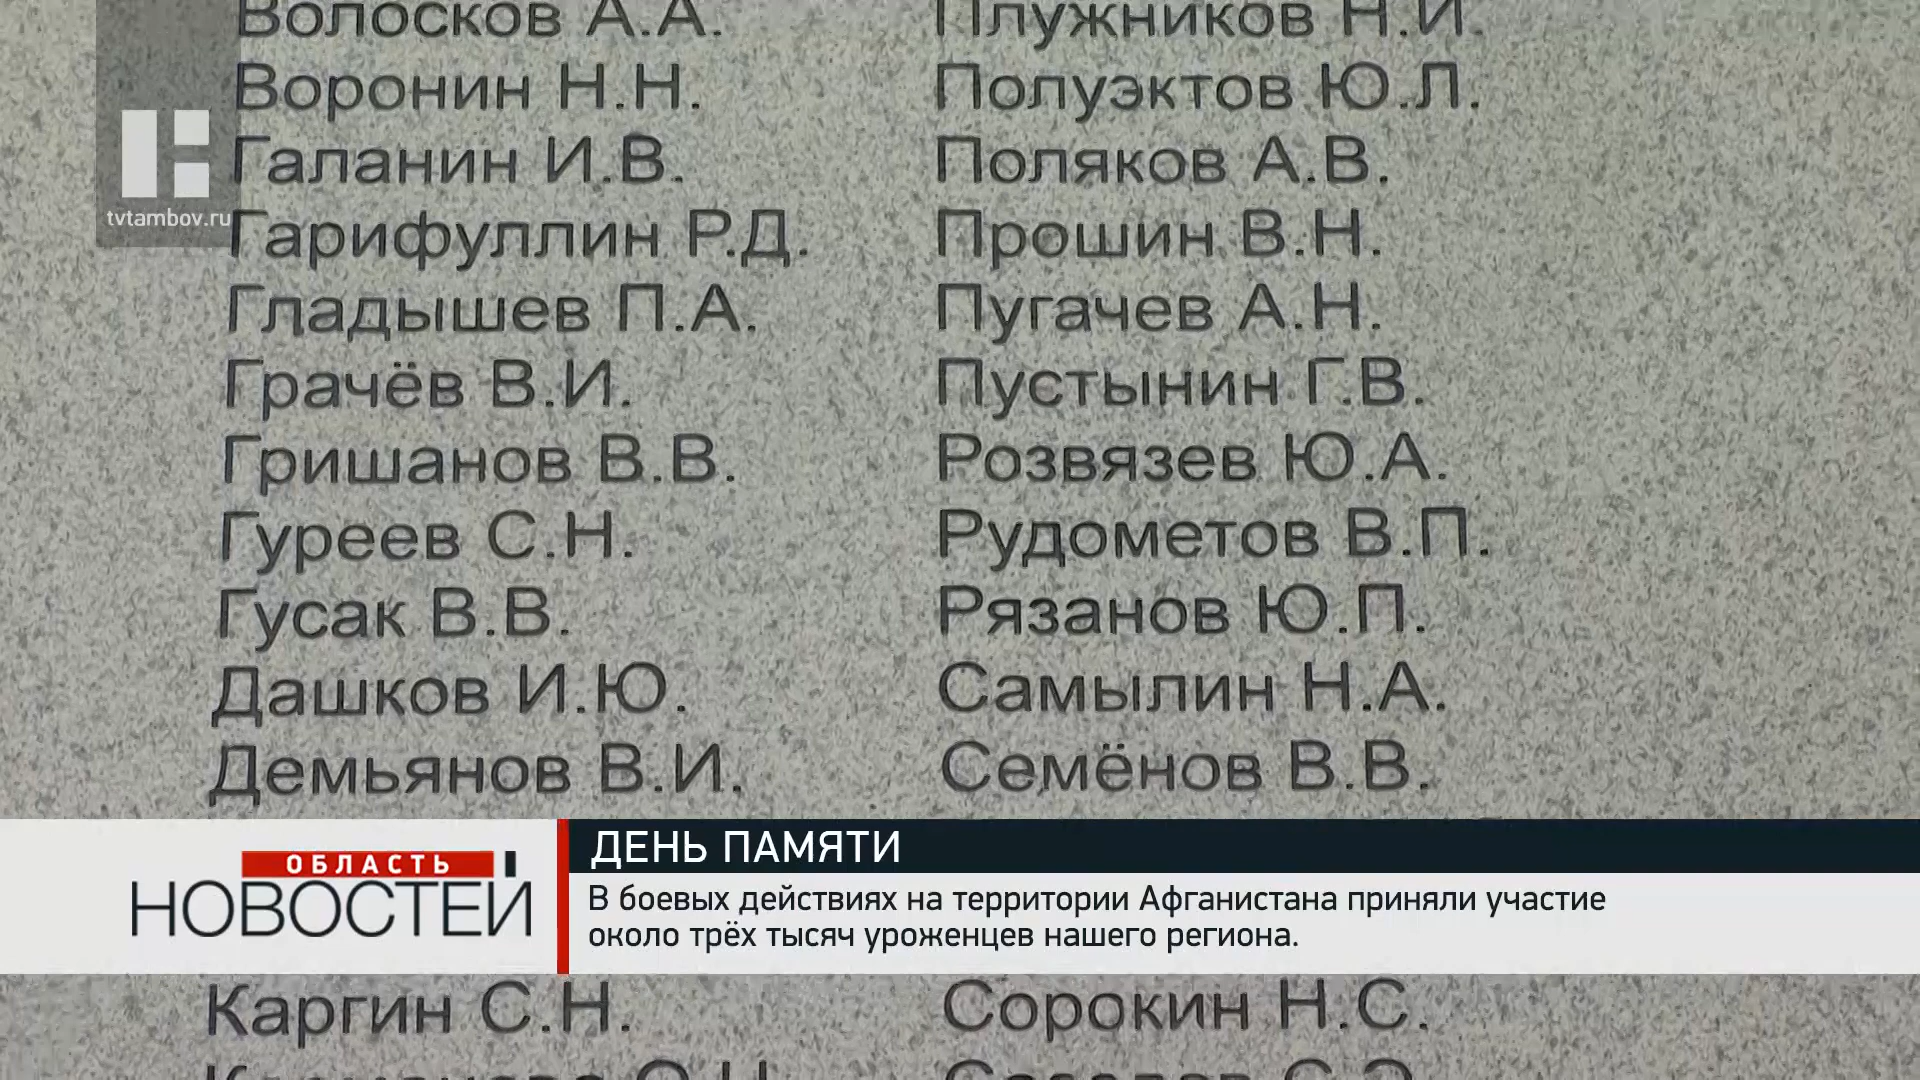 Волосков А.А.
Воронин Н.Н.
Галанин И.В.
Гарифуллин Р.Д.
Гладышев П.А.
Грачёв В.И.
Гришанов В.В.
Гуреев С.Н.
Гусак В.В.
Дашков И.Ю.
Демьянов В.И.
Каргин С.Н.
Плужников Н.И.
Полуэктов Ю.Л.
Поляков А.В.
Прошин В.Н.
Пугачев А.Н.
Пустынин Г.В.
Розвязев Ю.А.
Рудометов В.П.
Рязанов Ю.П.
Самылин Н.А.
Семёнов В.В.
Сорокин Н.С.
tvtambov.ru
ОБЛАСТЬ
НОВОСТЕЙ
ДЕНЬ ПАМЯТИ
В боевых действиях на территории Афганистана приняли участие
около трёх тысяч уроженцев нашего региона.